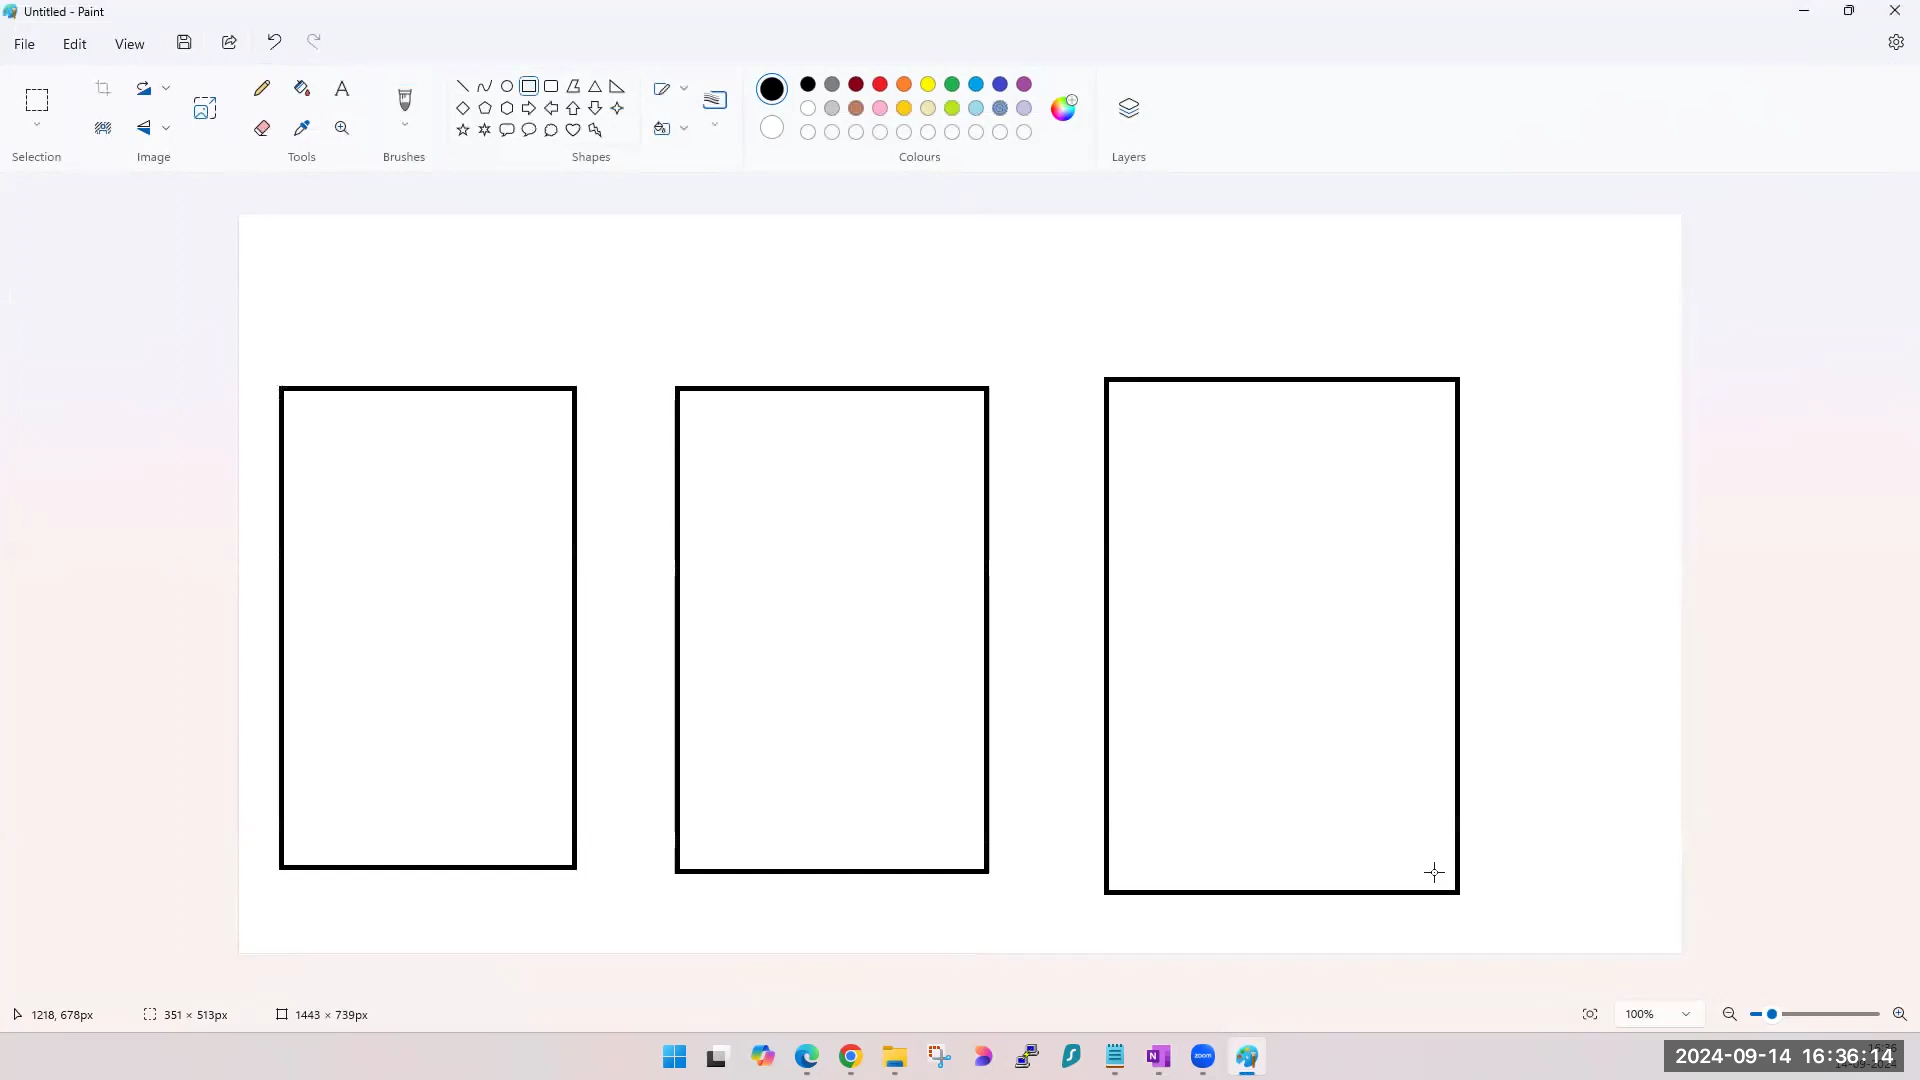 Untitled - Paint
File Edit View
Selection Image Tools Brushes Shapes Colours Layers
1218, 678px 351 × 513px 1443 × 739px 100%
zoom
2024-09-14 16:36:14